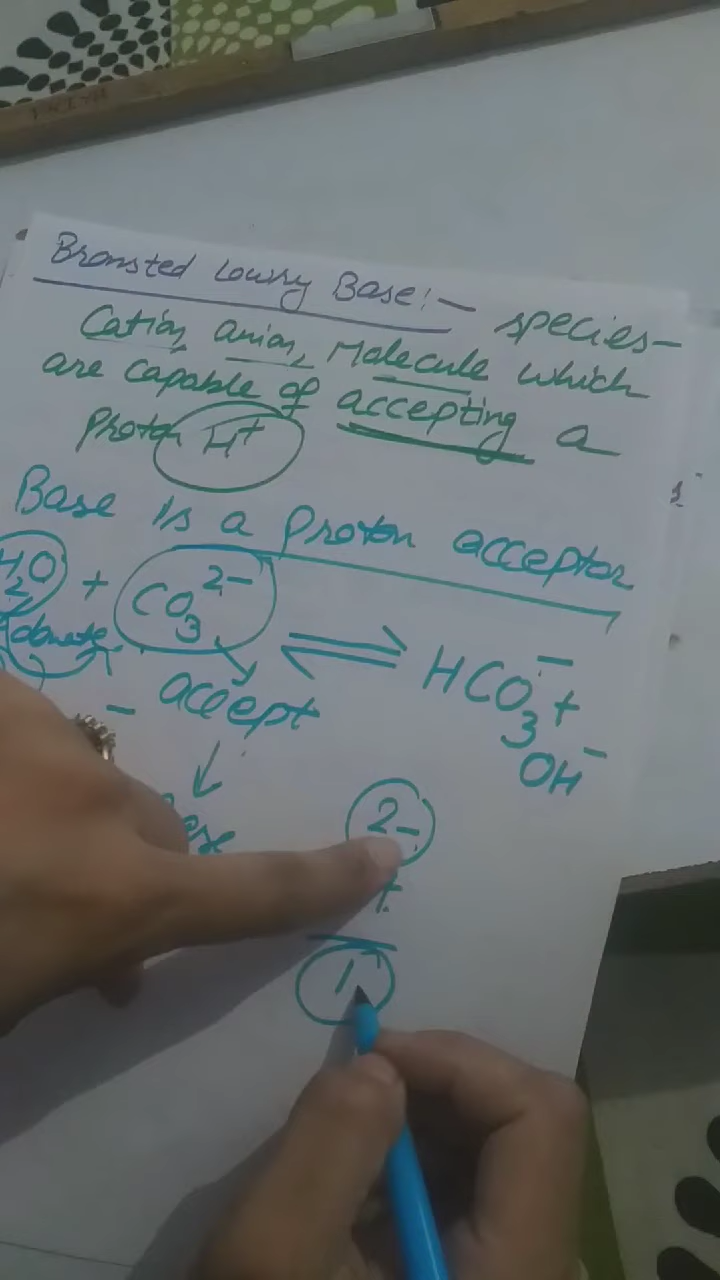 Bronsted Lowry Base:- species-
Cation, anion, Molecule which
are capable of accepting a
Proton H+
Base is a Proton acceptor
H2O + CO3 2- ⇌ HCO3- +
OH-
donate
accept
↓
2-
+
1-